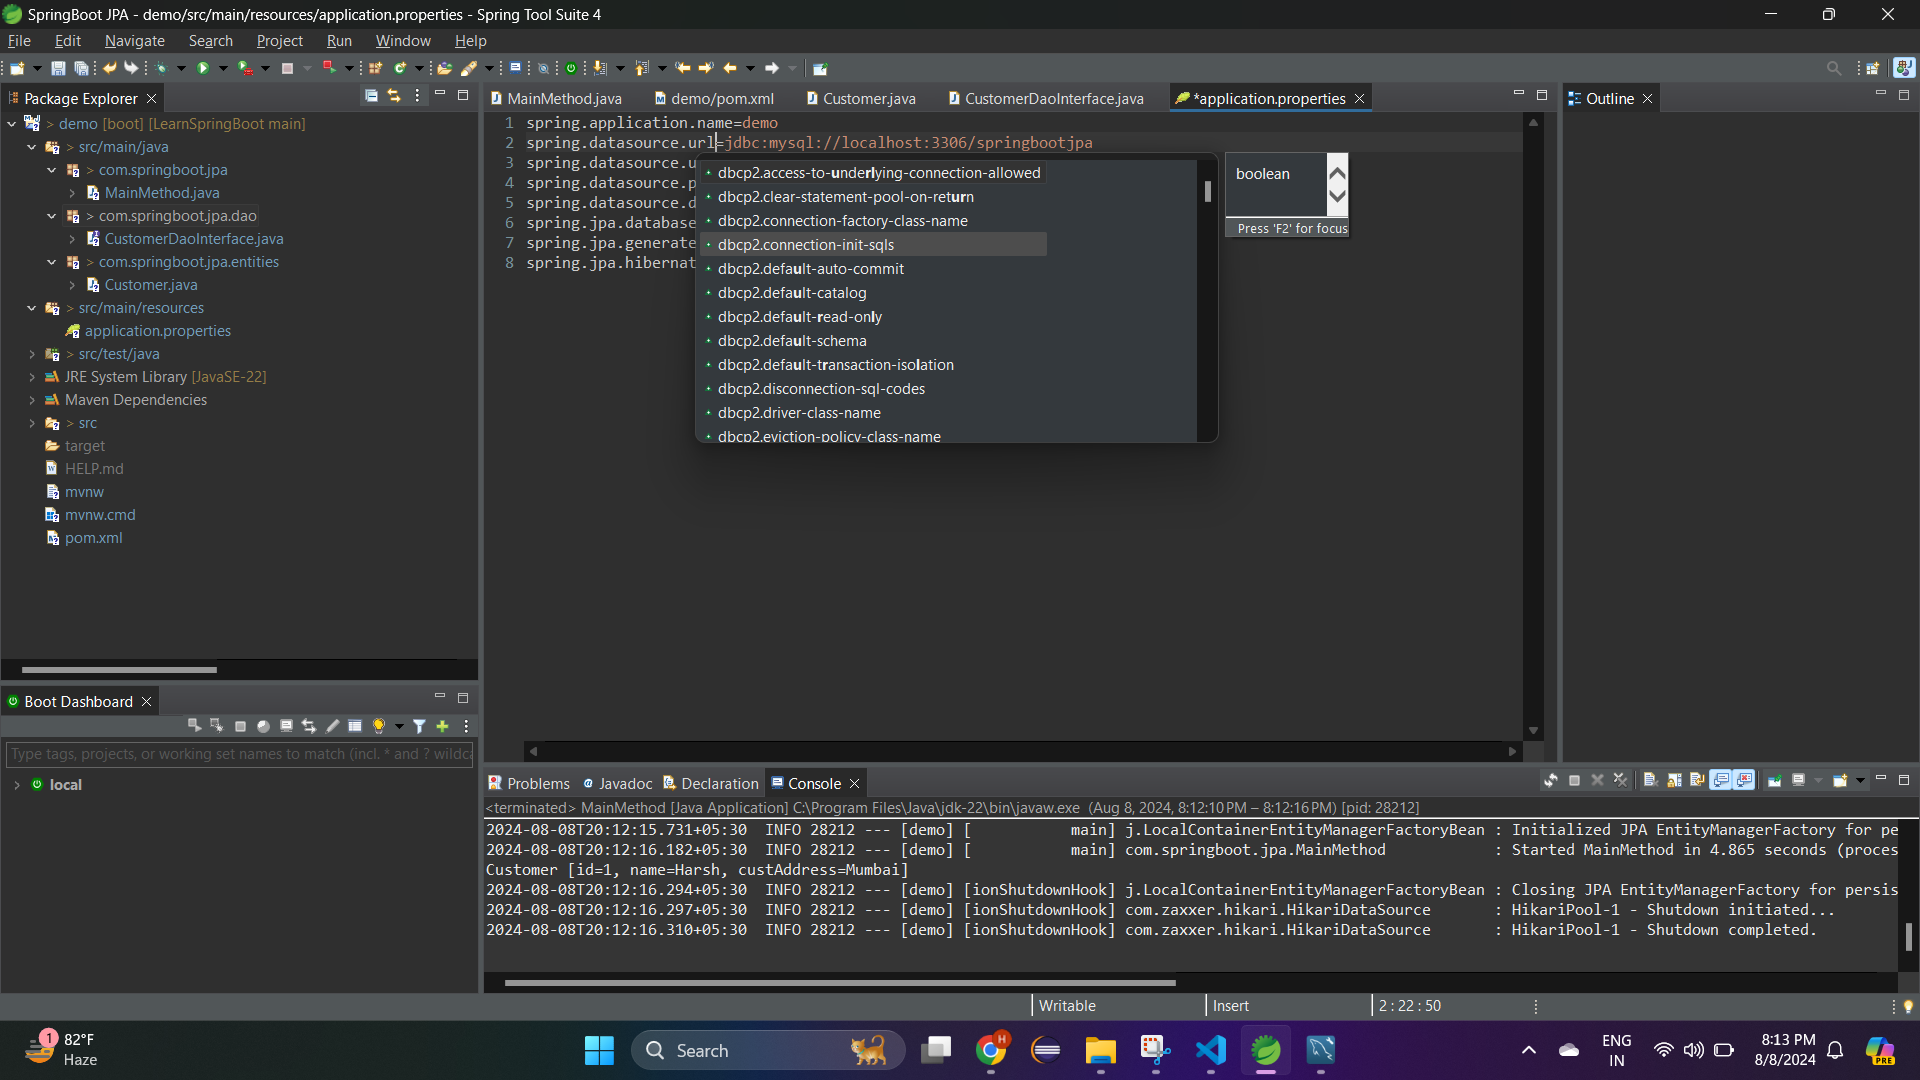 SpringBoot JPA - demo/src/main/resources/application.properties - Spring Tool Suite 4
File Edit Navigate Search Project Run Window Help
Package Explorer
demo [boot] [LearnSpringBoot main]
> src/main/java
> com.springboot.jpa
MainMethod.java
> com.springboot.jpa.dao
CustomerDaoInterface.java
> com.springboot.jpa.entities
Customer.java
> src/main/resources
application.properties
> src/test/java
JRE System Library [JavaSE-22]
Maven Dependencies
> src
target
HELP.md
mvnw
mvnw.cmd
pom.xml
MainMethod.java demo/pom.xml Customer.java CustomerDaoInterface.java *application.properties
1 spring.application.name=demo
2 spring.datasource.url=jdbc:mysql://localhost:3306/springbootjpa
3 spring.datasource.u
4 spring.datasource.p
5 spring.datasource.d
6 spring.jpa.database
7 spring.jpa.generate
8 spring.jpa.hibernat
dbcp2.access-to-underlying-connection-allowed
dbcp2.clear-statement-pool-on-return
dbcp2.connection-factory-class-name
dbcp2.connection-init-sqls
dbcp2.default-auto-commit
dbcp2.default-catalog
dbcp2.default-read-only
dbcp2.default-schema
dbcp2.default-transaction-isolation
dbcp2.disconnection-sql-codes
dbcp2.driver-class-name
dbcp2.eviction-policy-class-name
boolean
Press 'F2' for focus
Outline
Boot Dashboard
Type tags, projects, or working set names to match (incl. * and ? wildca
local
Problems Javadoc Declaration Console
<terminated> MainMethod [Java Application] C:\Program Files\Java\jdk-22\bin\javaw.exe (Aug 8, 2024, 8:12:10 PM – 8:12:16 PM) [pid: 28212]
2024-08-08T20:12:15.731+05:30 INFO 28212 --- [demo] [ main] j.LocalContainerEntityManagerFactoryBean : Initialized JPA EntityManagerFactory for pe
2024-08-08T20:12:16.182+05:30 INFO 28212 --- [demo] [ main] com.springboot.jpa.MainMethod : Started MainMethod in 4.865 seconds (proces
Customer [id=1, name=Harsh, custAddress=Mumbai]
2024-08-08T20:12:16.294+05:30 INFO 28212 --- [demo] [ionShutdownHook] j.LocalContainerEntityManagerFactoryBean : Closing JPA EntityManagerFactory for persis
2024-08-08T20:12:16.297+05:30 INFO 28212 --- [demo] [ionShutdownHook] com.zaxxer.hikari.HikariDataSource : HikariPool-1 - Shutdown initiated...
2024-08-08T20:12:16.310+05:30 INFO 28212 --- [demo] [ionShutdownHook] com.zaxxer.hikari.HikariDataSource : HikariPool-1 - Shutdown completed.
Writable Insert 2 : 22 : 50
1 82°F
Haze
Search
H
ENG
IN
8:13 PM
8/8/2024
PRE